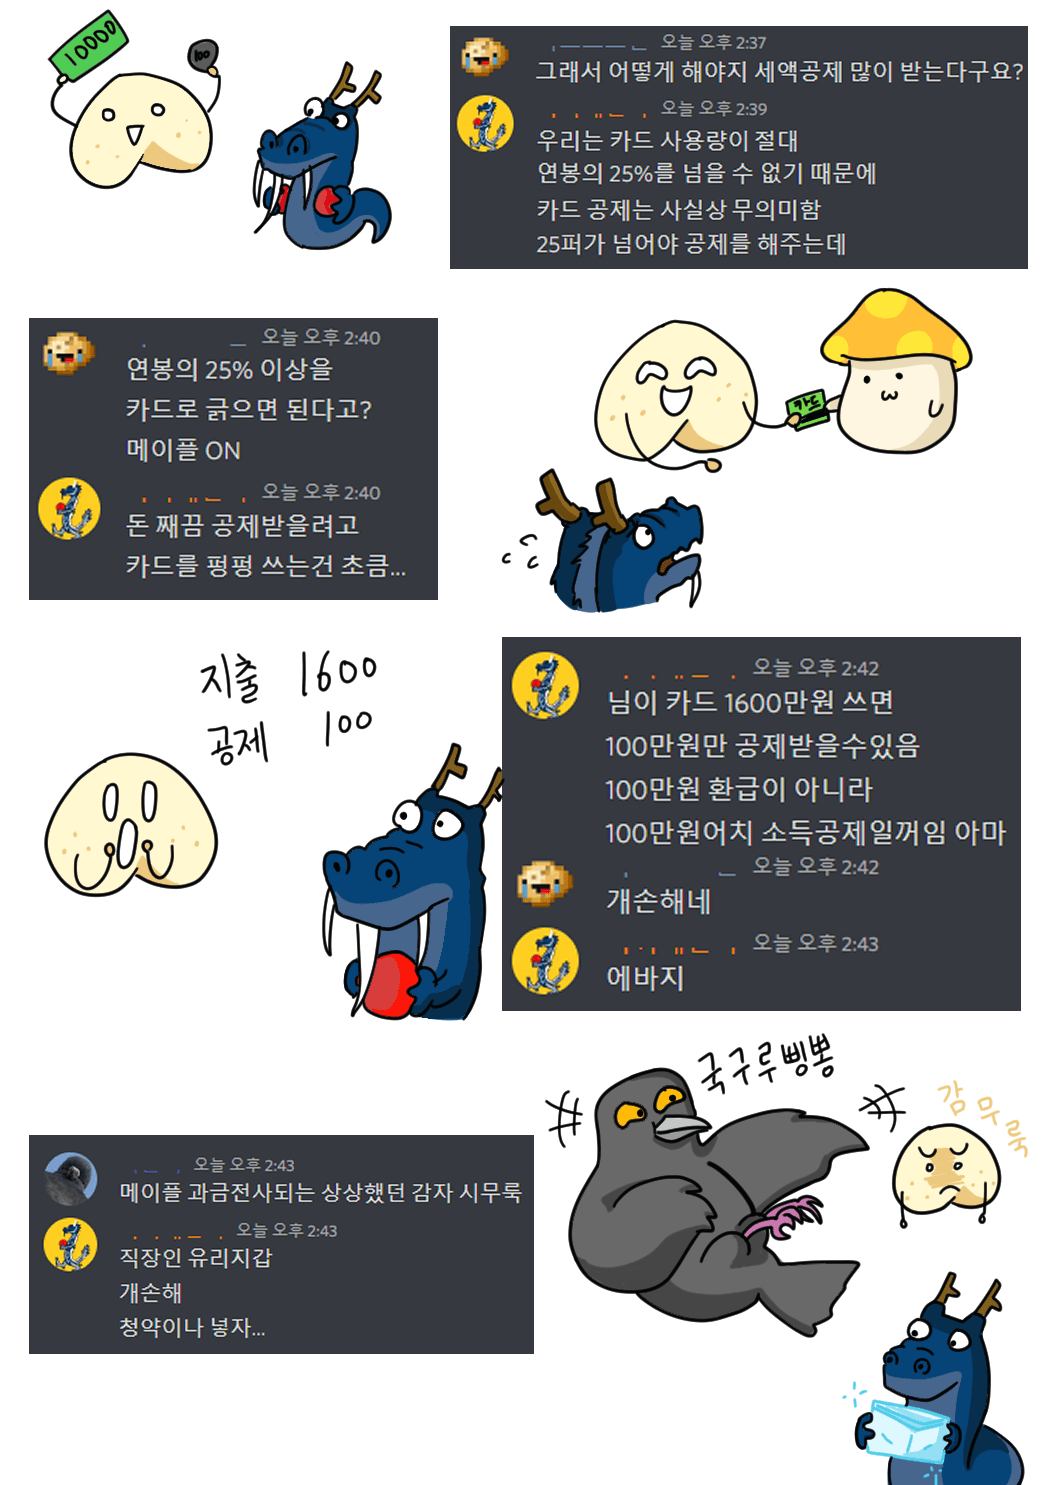 10000
100
오늘 오후 2:37
그래서 어떻게 해야지 세액공제 많이 받는다구요?
오늘 오후 2:39
우리는 카드 사용량이 절대
연봉의 25%를 넘을 수 없기 때문에
카드 공제는 사실상 무의미함
25퍼가 넘어야 공제를 해주는데
오늘 오후 2:40
연봉의 25% 이상을
카드로 긁으면 된다고?
메이플 ON
오늘 오후 2:40
돈 째끔 공제받을려고
카드를 펑펑 쓰는건 초큼...
카드
지출 1600
공제 100
오늘 오후 2:42
님이 카드 1600만원 쓰면
100만원만 공제받을수있음
100만원 환급이 아니라
100만원어치 소득공제일꺼임 아마
오늘 오후 2:42
개손해네
오늘 오후 2:43
에바지
국구루삥뽕
감무룩
오늘 오후 2:43
메이플 과금전사되는 상상했던 감자 시무룩
오늘 오후 2:43
직장인 유리지갑
개손해
청약이나 넣자...